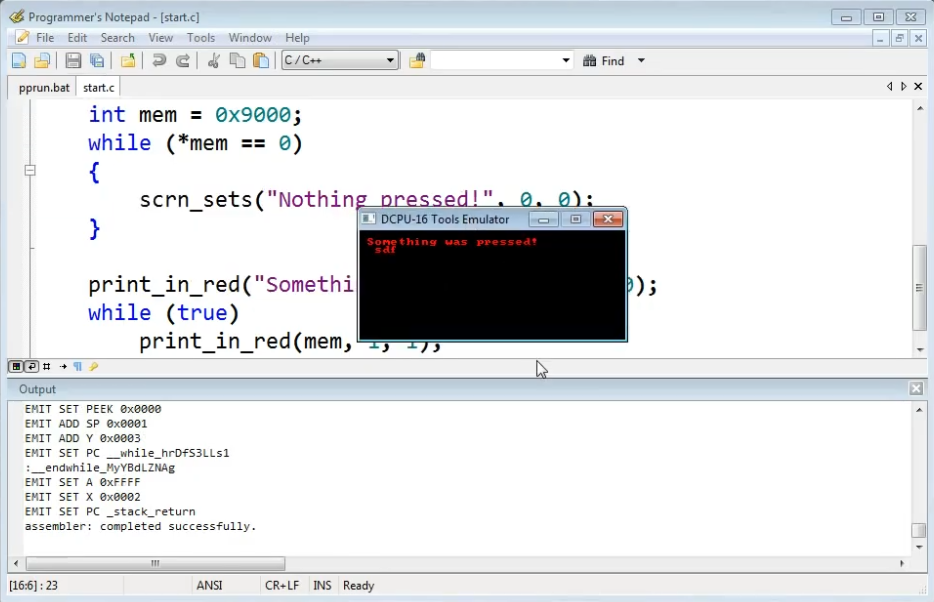 Programmer's Notepad - [start.c]
File Edit Search View Tools Window Help
C / C++ Find
pprun.bat start.c
int mem = 0x9000;
while (*mem == 0)
{
scrn_sets("Nothing pressed!", 0, 0);
}
DCPU-16 Tools Emulator
Something was pressed!
sdf
print_in_red("Somethi 0);
while (true)
print_in_red(mem, 1, 1);
Output
EMIT SET PEEK 0x0000
EMIT ADD SP 0x0001
EMIT ADD Y 0x0003
EMIT SET PC __while_hrDfS3LLs1
:__endwhile_MyYBdLZNAg
EMIT SET A 0xFFFF
EMIT SET X 0x0002
EMIT SET PC _stack_return
assembler: completed successfully.
[16:6] : 23 ANSI CR+LF INS Ready